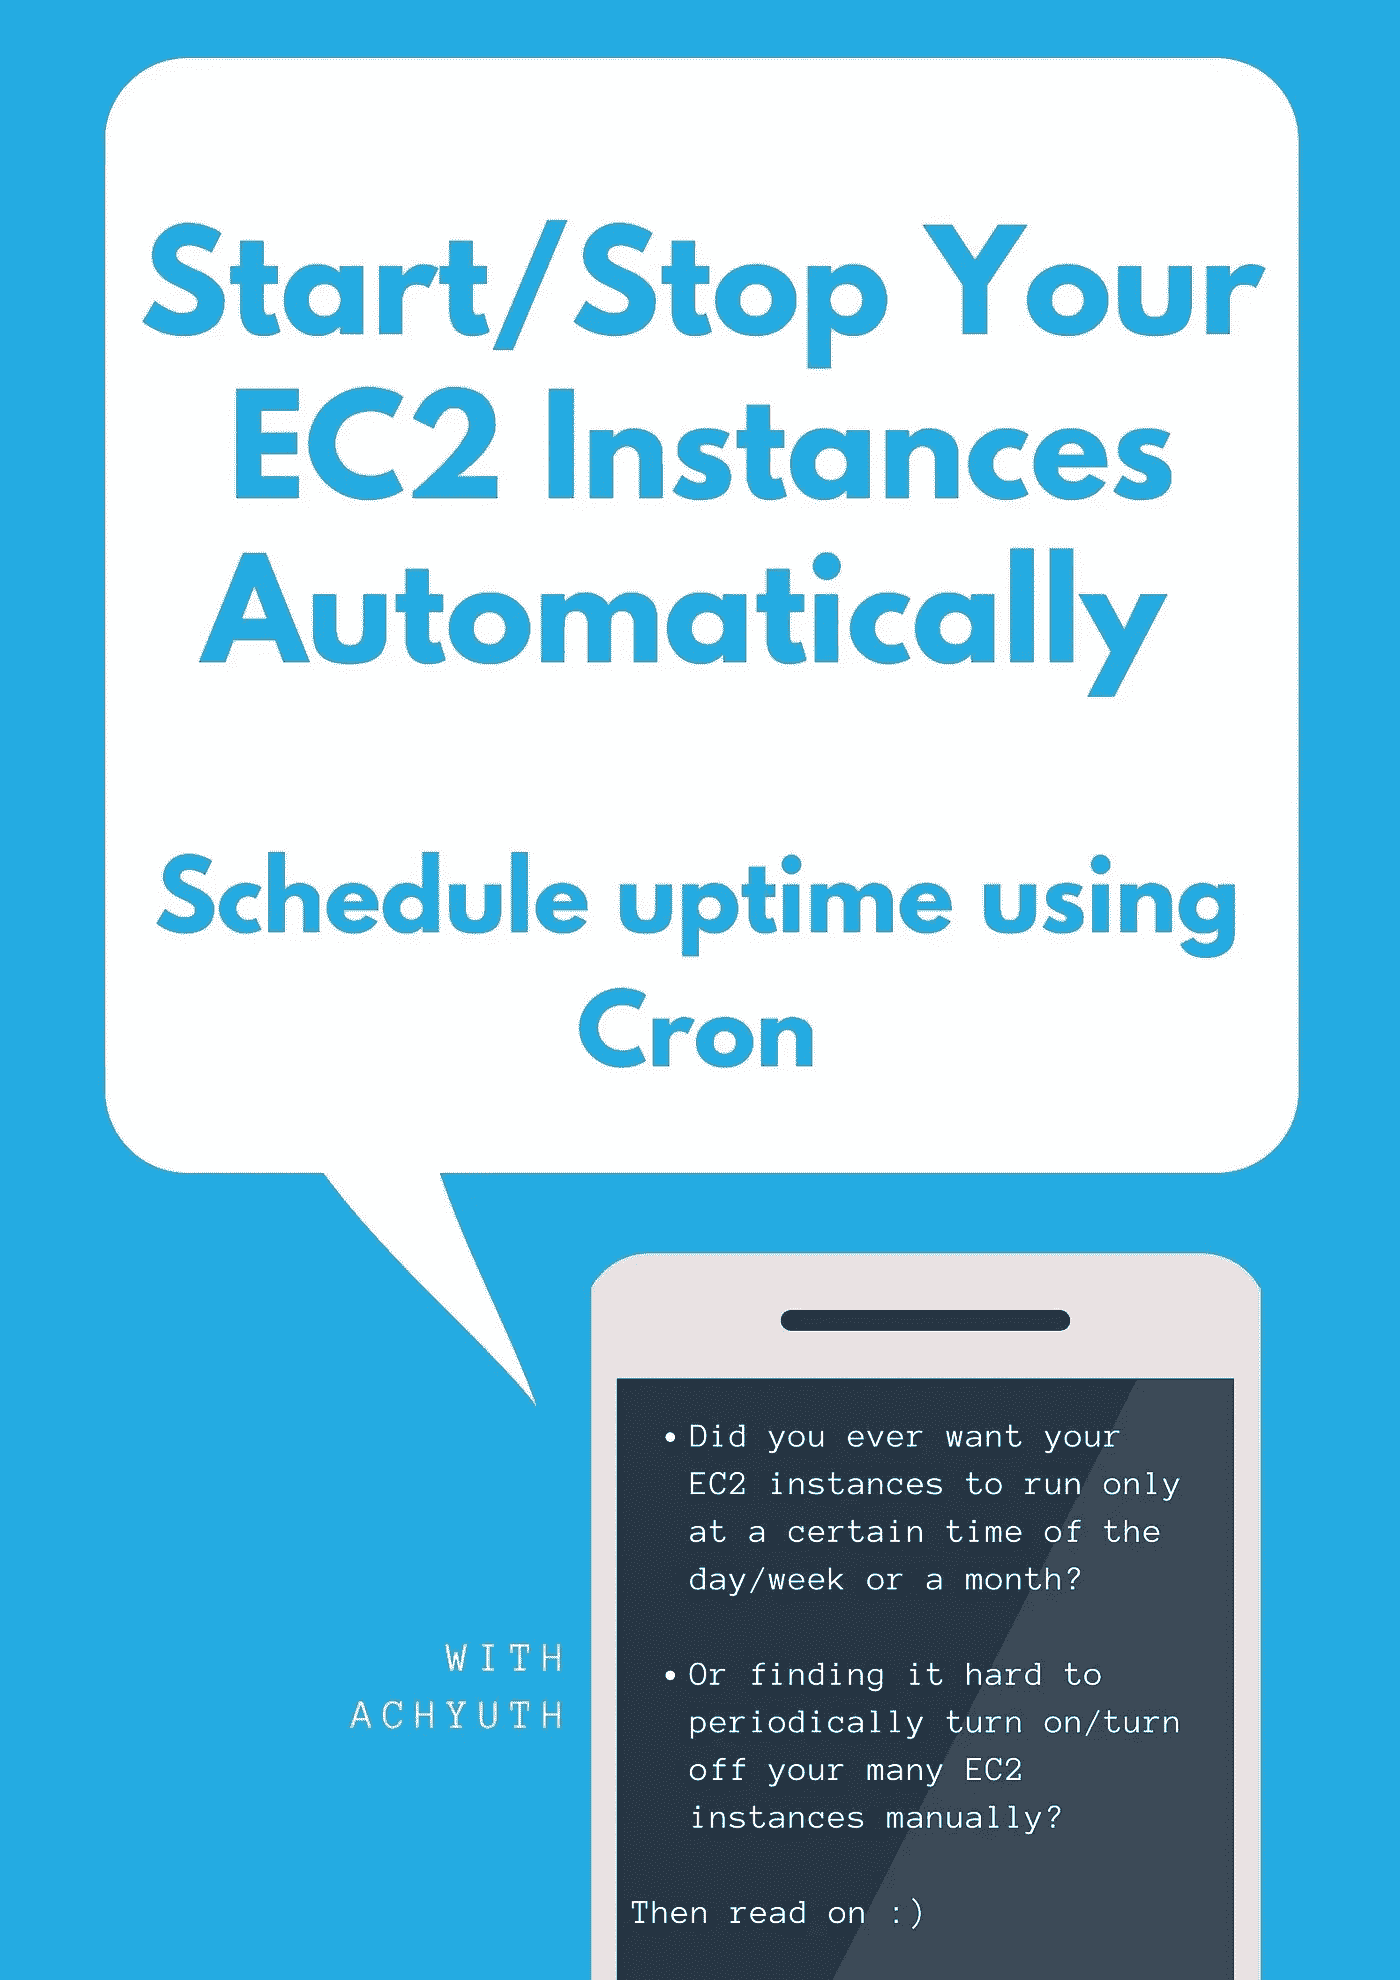 Start/Stop Your
EC2 Instances
Automatically
Schedule uptime using
Cron
WITH
ACHYUTH
• Did you ever want your
EC2 instances to run only
at a certain time of the
day/week or a month?
• Or finding it hard to
periodically turn on/turn
off your many EC2
instances manually?
Then read on :)